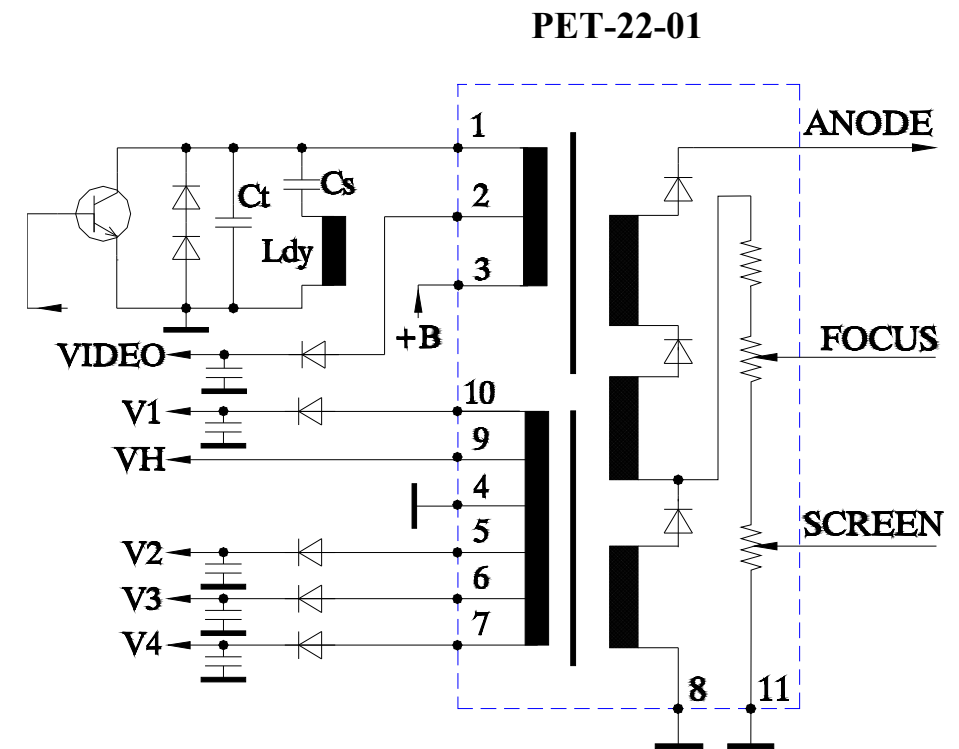 PET-22-01
1
ANODE
Ct
Cs
2
Ldy
3
+B
VIDEO
FOCUS
10
V1
9
VH
4
5
SCREEN
V2
6
V3
7
V4
8
11